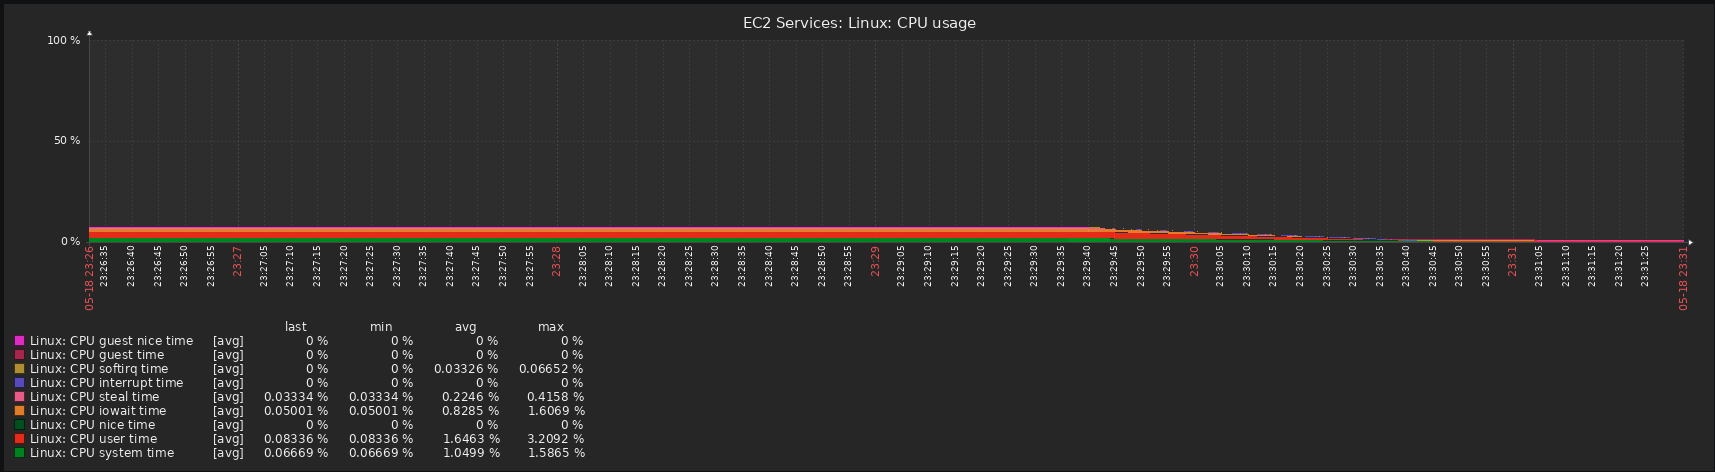 EC2 Services: Linux: CPU usage
100 %
50 %
0 %
05-18 23:26 23:26:35 23:26:40 23:26:45 23:26:50 23:26:55 23:27 23:27:05 23:27:10 23:27:15 23:27:20 23:27:25 23:27:30 23:27:35 23:27:40 23:27:45 23:27:50 23:27:55 23:28 23:28:05 23:28:10 23:28:15 23:28:20 23:28:25 23:28:30 23:28:35 23:28:40 23:28:45 23:28:50 23:28:55 23:29 23:29:05 23:29:10 23:29:15 23:29:20 23:29:25 23:29:30 23:29:35 23:29:40 23:29:45 23:29:50 23:29:55 23:30 23:30:05 23:30:10 23:30:15 23:30:20 23:30:25 23:30:30 23:30:35 23:30:40 23:30:45 23:30:50 23:30:55 23:31 23:31:05 23:31:10 23:31:15 23:31:20 23:31:25 05-18 23:31
last min avg max
Linux: CPU guest nice time [avg] 0 % 0 % 0 % 0 %
Linux: CPU guest time [avg] 0 % 0 % 0 % 0 %
Linux: CPU softirq time [avg] 0 % 0 % 0.03326 % 0.06652 %
Linux: CPU interrupt time [avg] 0 % 0 % 0 % 0 %
Linux: CPU steal time [avg] 0.03334 % 0.03334 % 0.2246 % 0.4158 %
Linux: CPU iowait time [avg] 0.05001 % 0.05001 % 0.8285 % 1.6069 %
Linux: CPU nice time [avg] 0 % 0 % 0 % 0 %
Linux: CPU user time [avg] 0.08336 % 0.08336 % 1.6463 % 3.2092 %
Linux: CPU system time [avg] 0.06669 % 0.06669 % 1.0499 % 1.5865 %